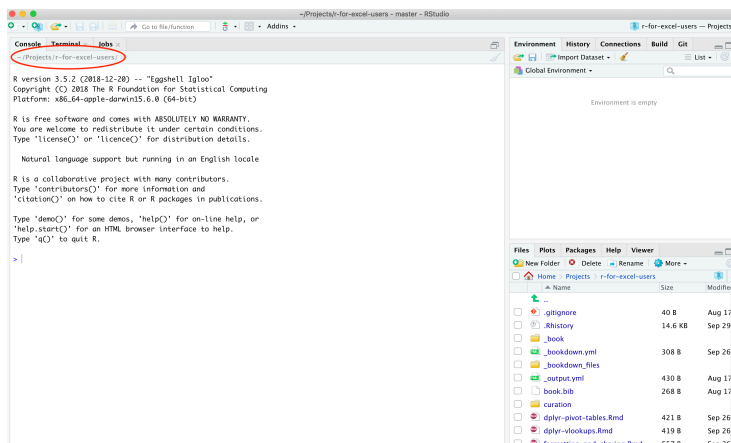 ~/Projects/r-for-excel-users - master - RStudio
Go to file/function
Addins
r-for-excel-users — Projects
Console Terminal Jobs
~/Projects/r-for-excel-users/
R version 3.5.2 (2018-12-20) -- "Eggshell Igloo"
Copyright (C) 2018 The R Foundation for Statistical Computing
Platform: x86_64-apple-darwin15.6.0 (64-bit)
R is free software and comes with ABSOLUTELY NO WARRANTY.
You are welcome to redistribute it under certain conditions.
Type 'license()' or 'licence()' for distribution details.
Natural language support but running in an English locale
R is a collaborative project with many contributors.
Type 'contributors()' for more information and
'citation()' on how to cite R or R packages in publications.
Type 'demo()' for some demos, 'help()' for on-line help, or
'help.start()' for an HTML browser interface to help.
Type 'q()' to quit R.
>
Environment History Connections Build Git
Import Dataset
List
Global Environment
Environment is empty
Files Plots Packages Help Viewer
New Folder Delete Rename More
Home Projects r-for-excel-users
Name Size Modified
..
.gitignore 40 B Aug 17
.Rhistory 14.6 KB Sep 29
_book
_bookdown.yml 308 B Sep 26
_bookdown_files
_output.yml 430 B Aug 17
book.bib 268 B Aug 17
curation
dplyr-pivot-tables.Rmd 421 B Sep 26
dplyr-vlookups.Rmd 419 B Sep 26